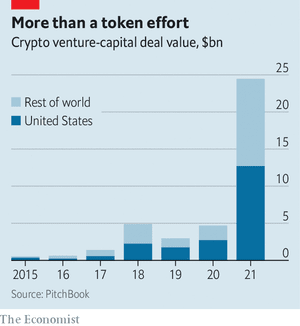 More than a token effort
Crypto venture-capital deal value, $bn
25
Rest of world
20
United States
15
10
5
0
2015 16 17 18 19 20 21
Source: PitchBook
The Economist